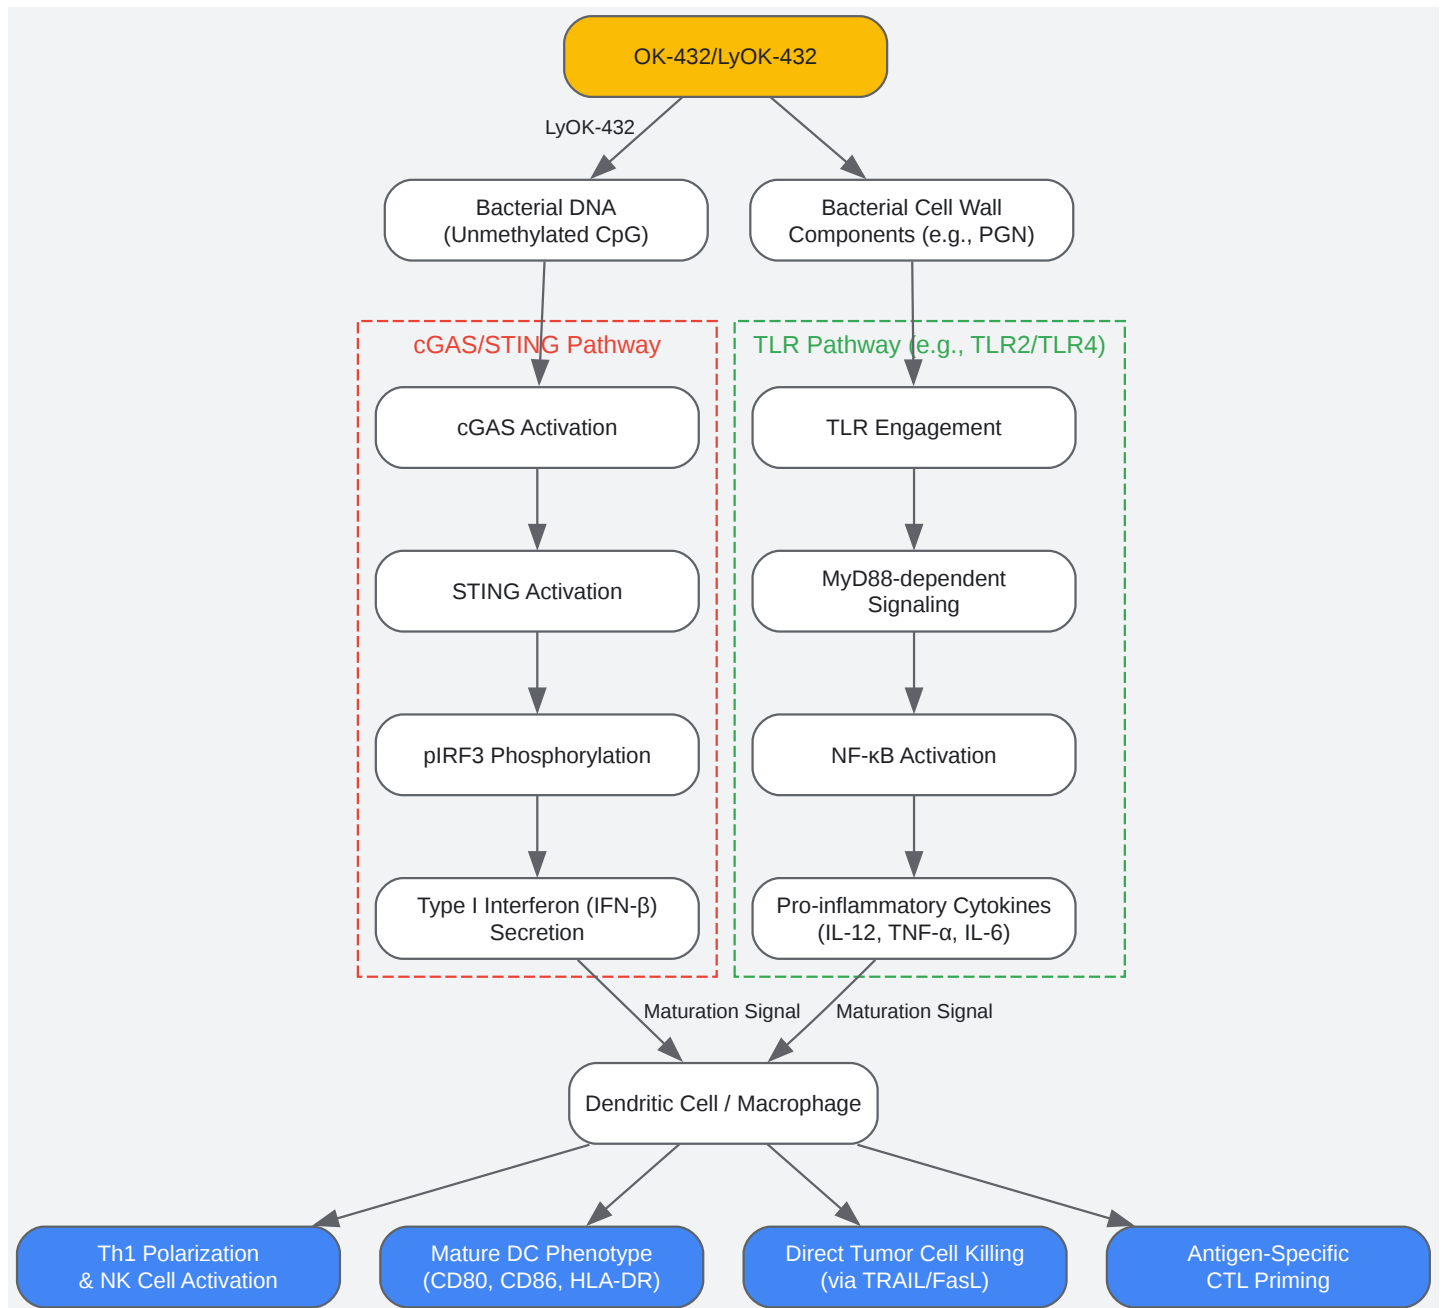 OK-432/LyOK-432
LyOK-432
Bacterial DNA
(Unmethylated CpG)
Bacterial Cell Wall
Components (e.g., PGN)
cGAS/STING Pathway
TLR Pathway (e.g., TLR2/TLR4)
cGAS Activation
TLR Engagement
STING Activation
MyD88-dependent
Signaling
pIRF3 Phosphorylation
NF-κB Activation
Type I Interferon (IFN-β)
Secretion
Pro-inflammatory Cytokines
(IL-12, TNF-α, IL-6)
Maturation Signal
Maturation Signal
Dendritic Cell / Macrophage
Th1 Polarization
& NK Cell Activation
Mature DC Phenotype
(CD80, CD86, HLA-DR)
Direct Tumor Cell Killing
(via TRAIL/FasL)
Antigen-Specific
CTL Priming